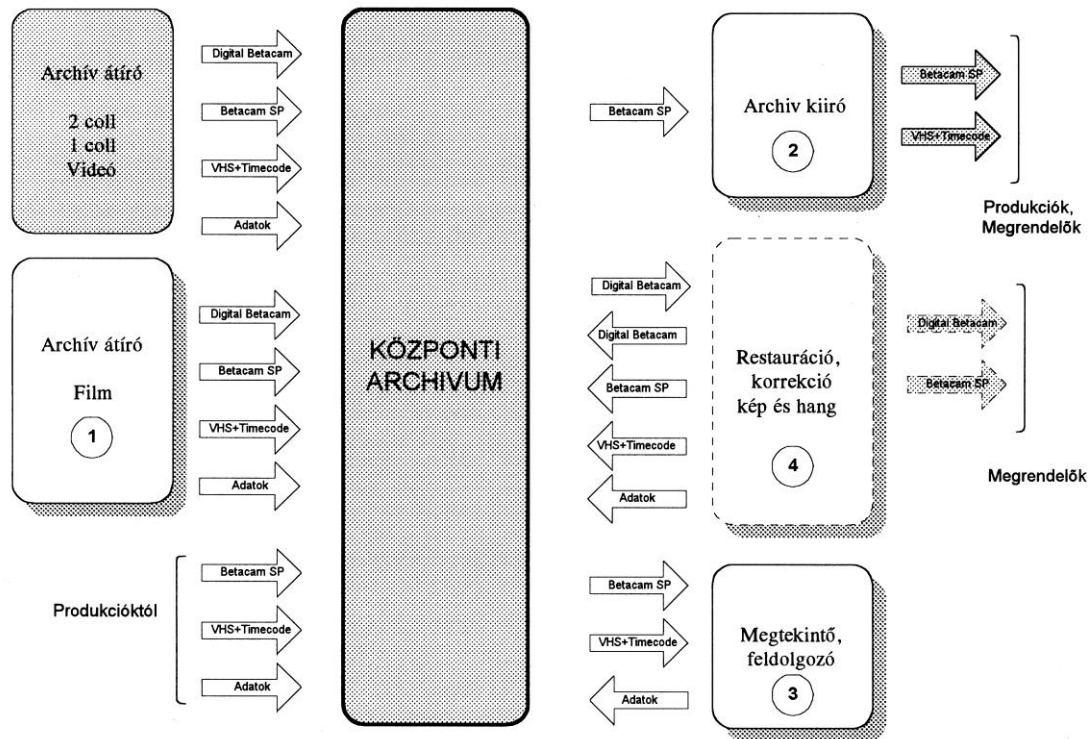 Archív átíró
2 coll
1 coll
Videó
Digital Betacam
Betacam SP
VHS+Timecode
Adatok
Archív átíró
Film
1
Digital Betacam
Betacam SP
VHS+Timecode
Adatok
Produkcióktól
Betacam SP
VHS+Timecode
Adatok
KÖZPONTI
ARCHIVUM
Betacam SP
Archiv kiiró
2
Betacam SP
VHS+Timecode
Produkciók,
Megrendelők
Digital Betacam
Digital Betacam
Betacam SP
VHS+Timecode
Adatok
Restauráció,
korrekció
kép és hang
4
Digital Betacam
Betacam SP
Megrendelők
Betacam SP
VHS+Timecode
Adatok
Megtekintő,
feldolgozó
3